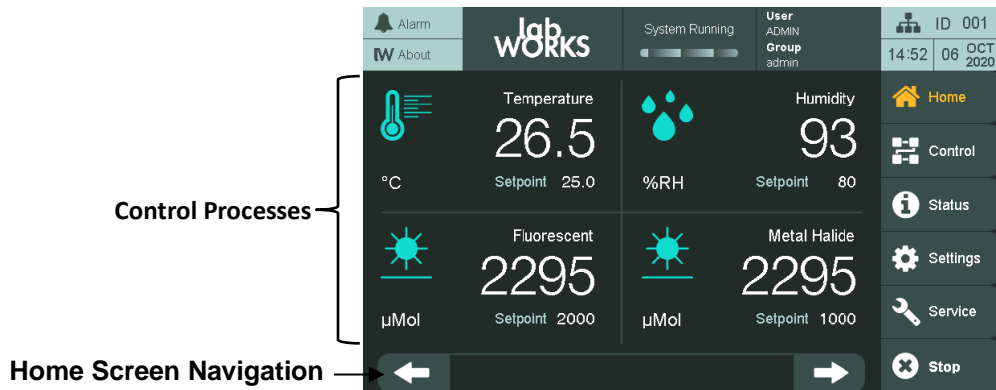 Alarm
lab
WORKS
System Running
User
ADMIN
Group
admin
ID 001
W About
14:52
06 OCT
2020
Temperature
26.5
°C
Setpoint 25.0
Humidity
93
%RH
Setpoint 80
Home
Control
Status
Settings
Service
Stop
Control Processes
Fluorescent
2295
µMol
Setpoint 2000
Metal Halide
2295
µMol
Setpoint 1000
Home Screen Navigation